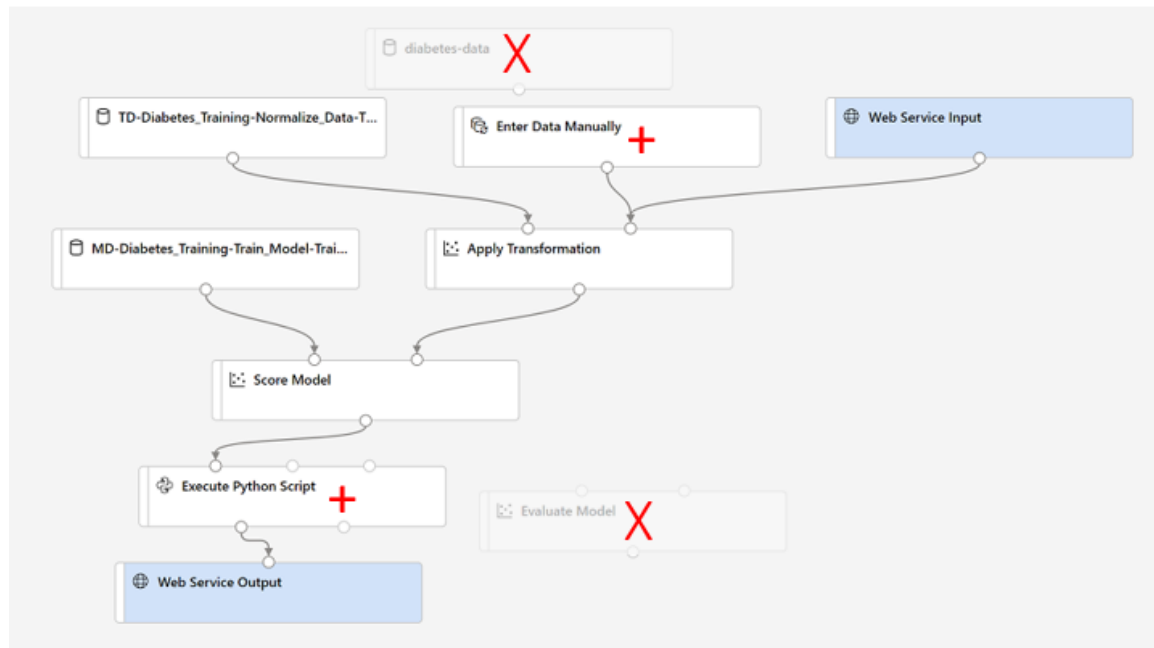 diabetes-data X
TD-Diabetes_Training-Normalize_Data-T...
Enter Data Manually +
Web Service Input
MD-Diabetes_Training-Train_Model-Trai...
Apply Transformation
Score Model
Execute Python Script +
Evaluate Model X
Web Service Output